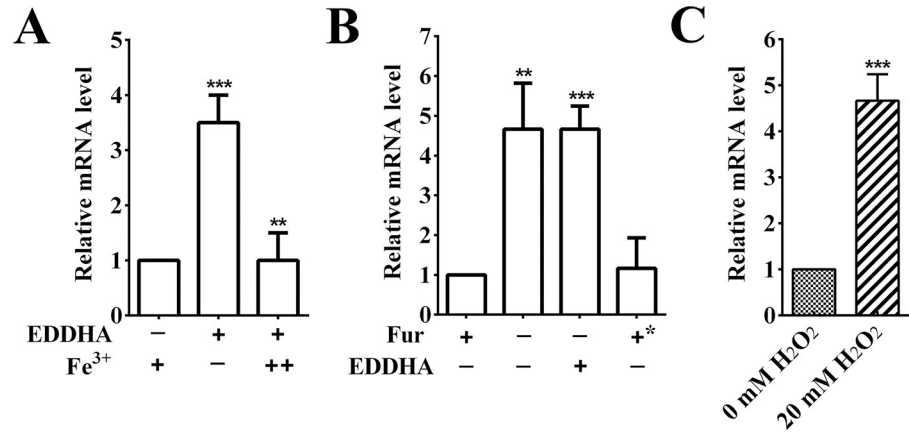 A
Relative mRNA level
5
4
3
2
1
0
***
**
EDDHA − + +
Fe³⁺ + − ++
B
Relative mRNA level
7
6
5
4
3
2
1
0
**
***
Fur + − − +*
EDDHA − − + −
C
Relative mRNA level
6
5
4
3
2
1
0
***
0 mM H₂O₂
20 mM H₂O₂